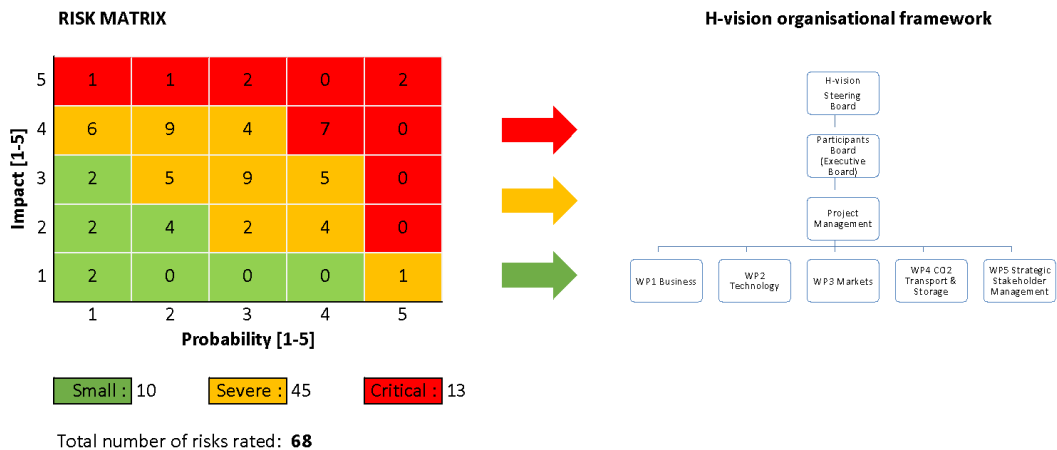 RISK MATRIX
H-vision organisational framework
Impact [1-5]
5 1 1 2 0 2
4 6 9 4 7 0
3 2 5 9 5 0
2 2 4 2 4 0
1 2 0 0 0 1
1 2 3 4 5
Probability [1-5]
Small : 10
Severe : 45
Critical : 13
Total number of risks rated: 68
H-vision
Steering
Board
Participants
Board
(Executive
Board)
Project
Management
WP1 Business
WP2
Technology
WP3 Markets
WP4 CO2
Transport &
Storage
WP5 Strategic
Stakeholder
Management